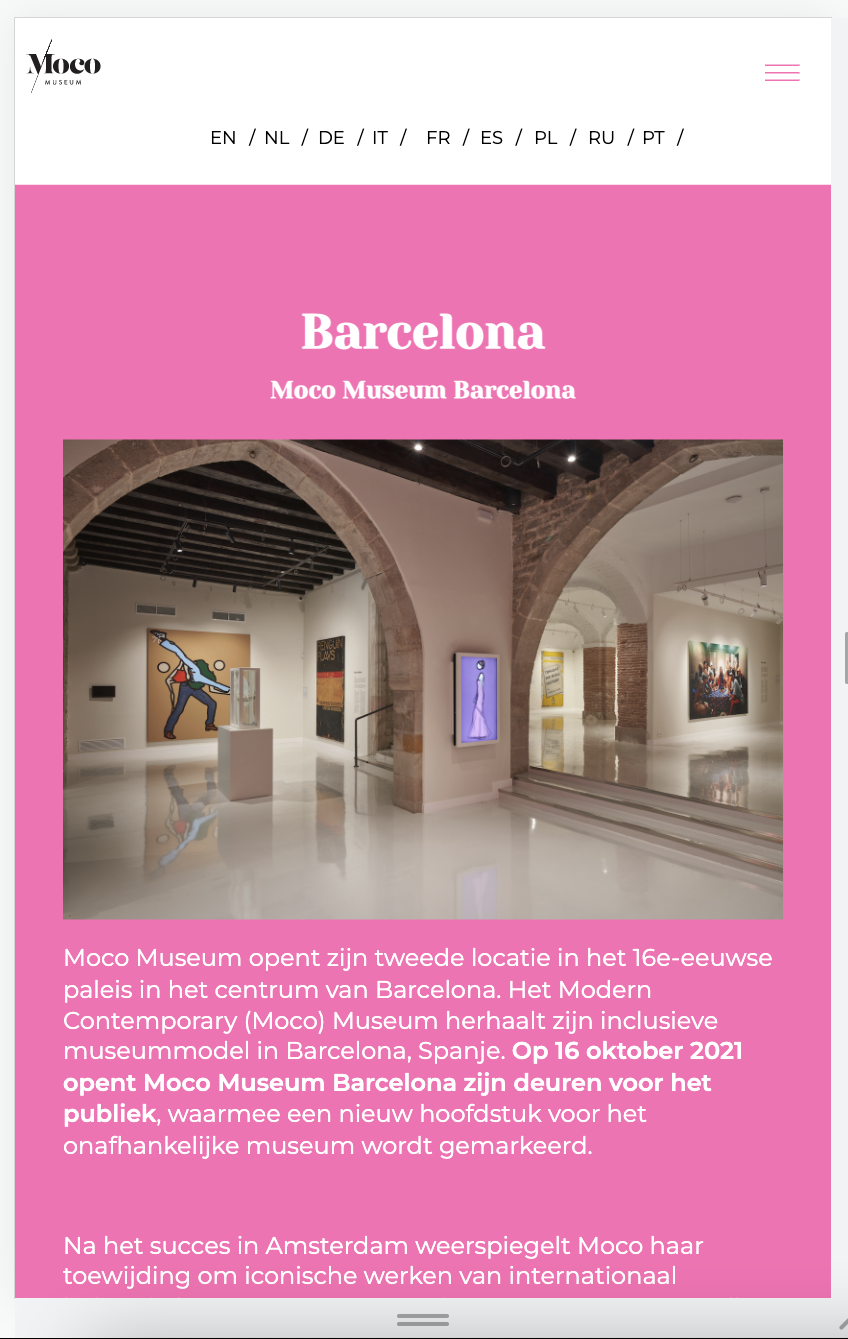 Moco
MUSEUM
EN / NL / DE / IT / FR / ES / PL / RU / PT /
Barcelona
Moco Museum Barcelona
Moco Museum opent zijn tweede locatie in het 16e-eeuwse
paleis in het centrum van Barcelona. Het Modern
Contemporary (Moco) Museum herhaalt zijn inclusieve
museummodel in Barcelona, Spanje. Op 16 oktober 2021
opent Moco Museum Barcelona zijn deuren voor het
publiek, waarmee een nieuw hoofdstuk voor het
onafhankelijke museum wordt gemarkeerd.
Na het succes in Amsterdam weerspiegelt Moco haar
toewijding om iconische werken van internationaal